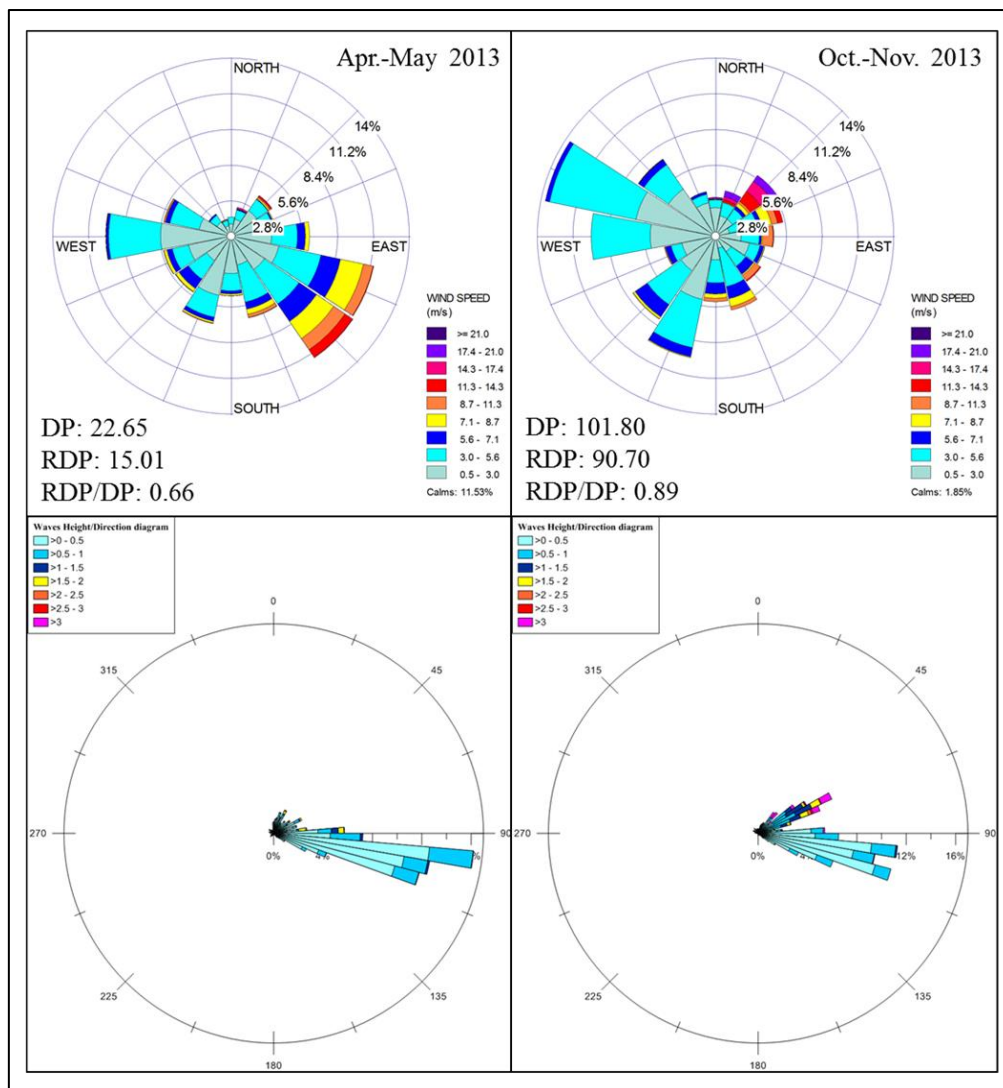 Apr.-May 2013
NORTH
14%
11.2%
8.4%
5.6%
2.8%
WEST
EAST
SOUTH
WIND SPEED
(m/s)
>= 21.0
17.4 - 21.0
14.3 - 17.4
11.3 - 14.3
8.7 - 11.3
7.1 - 8.7
5.6 - 7.1
3.0 - 5.6
0.5 - 3.0
Calms: 11.53%
DP: 22.65
RDP: 15.01
RDP/DP: 0.66
Oct.-Nov. 2013
NORTH
14%
11.2%
8.4%
5.6%
2.8%
WEST
EAST
SOUTH
WIND SPEED
(m/s)
>= 21.0
17.4 - 21.0
14.3 - 17.4
11.3 - 14.3
8.7 - 11.3
7.1 - 8.7
5.6 - 7.1
3.0 - 5.6
0.5 - 3.0
Calms: 1.85%
DP: 101.80
RDP: 90.70
RDP/DP: 0.89
Waves Height/Direction diagram
>0 - 0.5
>0.5 - 1
>1 - 1.5
>1.5 - 2
>2 - 2.5
>2.5 - 3
>3
0
45
315
270
0%
225
135
180
Waves Height/Direction diagram
>0 - 0.5
>0.5 - 1
>1 - 1.5
>1.5 - 2
>2 - 2.5
>2.5 - 3
>3
0
45
315
270
90
0%
12%
16%
225
135
180